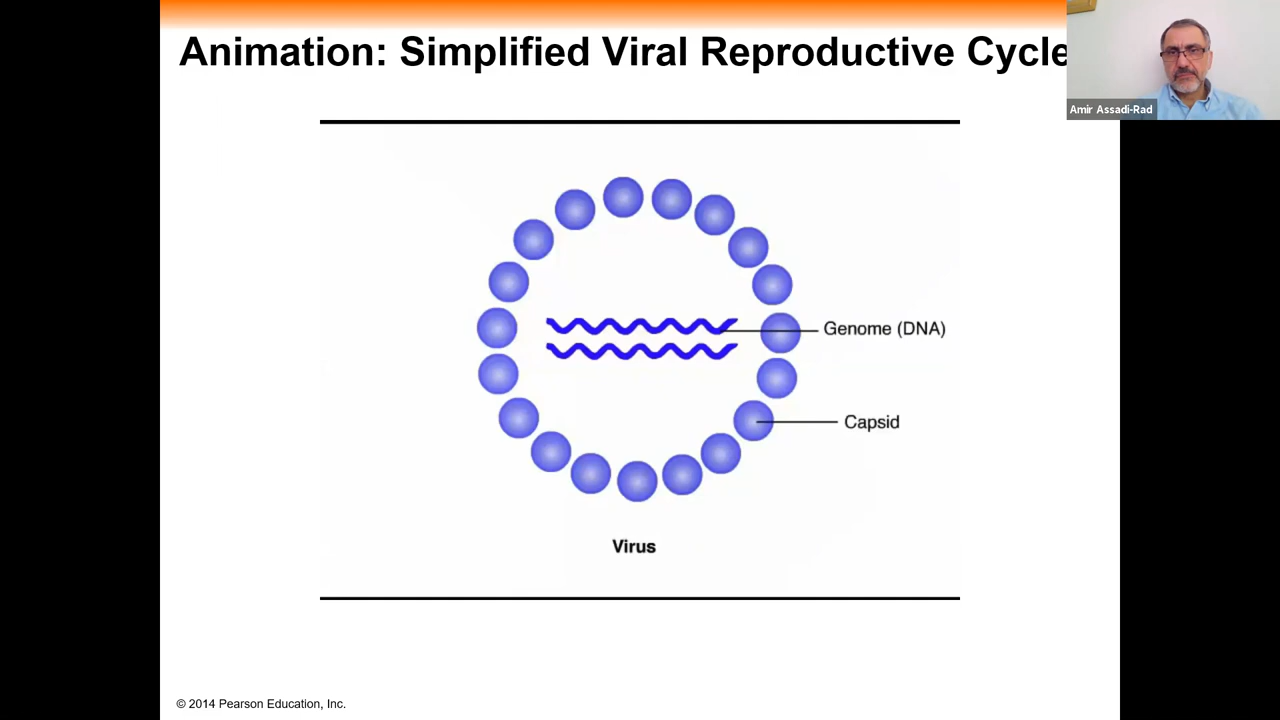 Animation: Simplified Viral Reproductive Cycle
Amir Assadi-Rad
Genome (DNA)
Capsid
Virus
© 2014 Pearson Education, Inc.